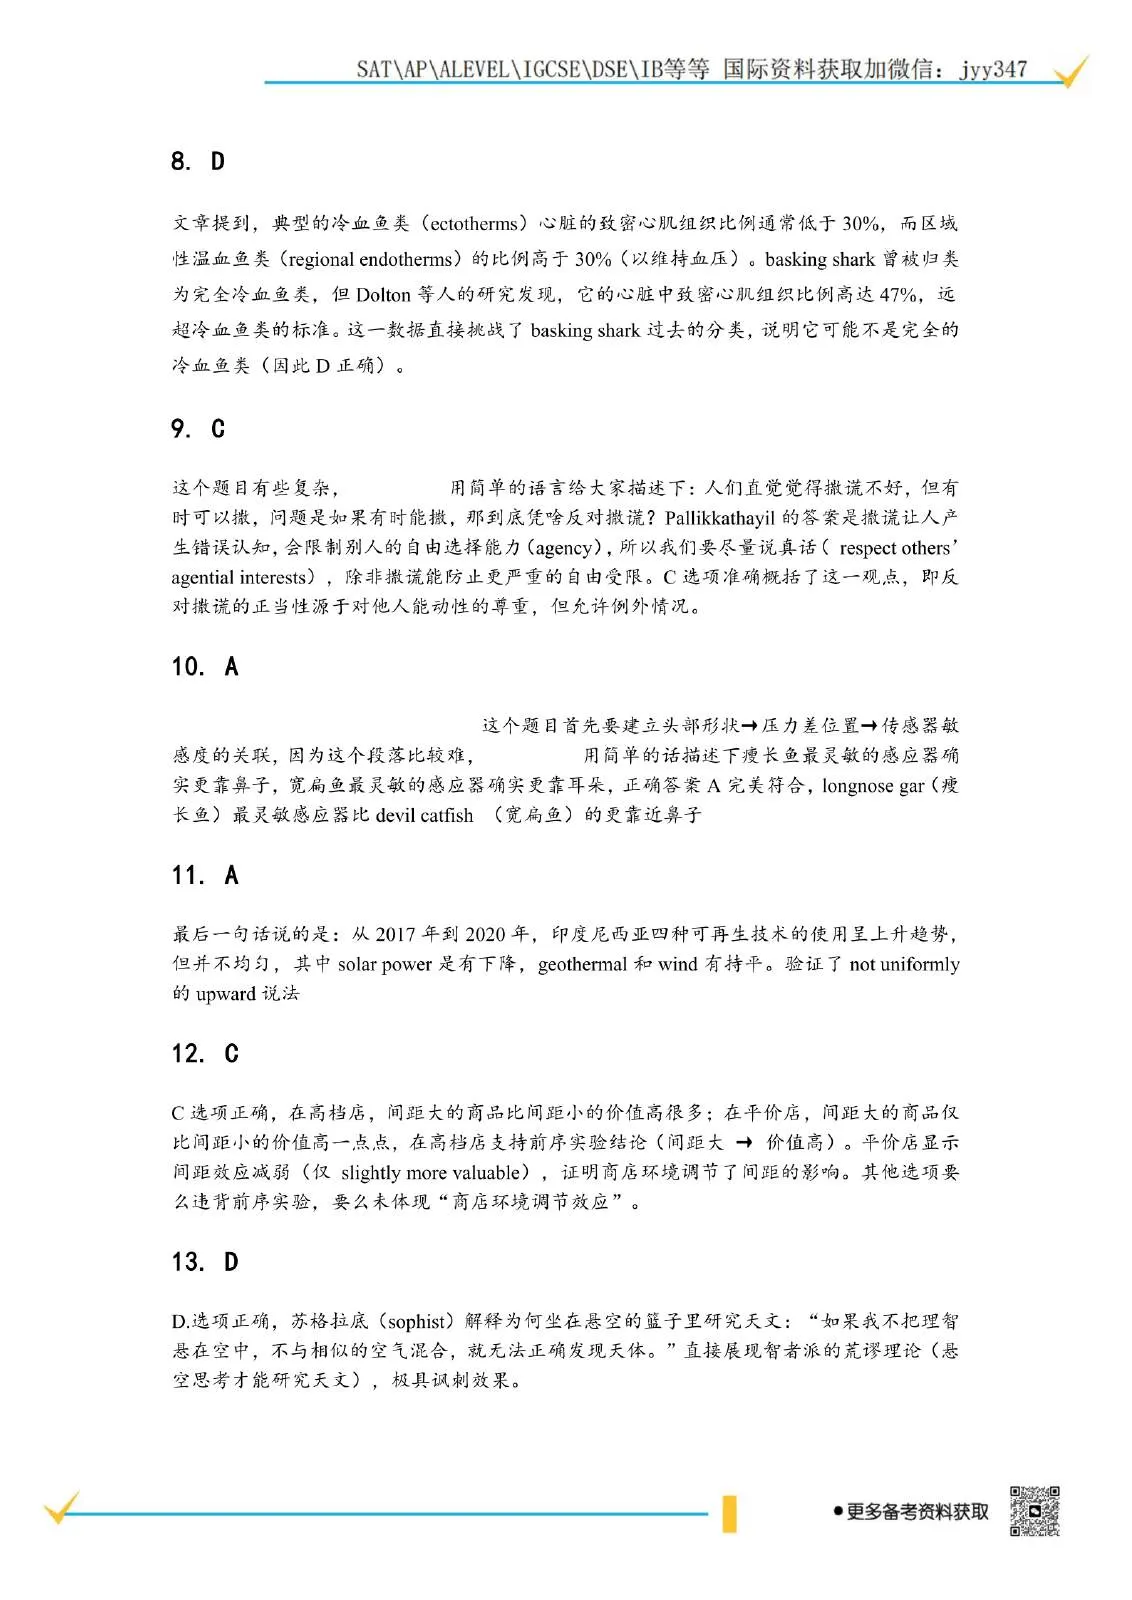 SAT\AP\ALEVEL\IGCSE\DSE\IB等等 国际资料获取加微信：jyy347
8. D
文章提到，典型的冷血鱼类（ectotherms）心脏的致密心肌组织比例通常低于 30%，而区域
性温血鱼类（regional endotherms）的比例高于 30%（以维持血压）。basking shark 曾被归类
为完全冷血鱼类，但 Dolton 等人的研究发现，它的心脏中致密心肌组织比例高达 47%，远
超冷血鱼类的标准。这一数据直接挑战了 basking shark 过去的分类，说明它可能不是完全的
冷血鱼类（因此 D 正确）。
9. C
这个题目有些复杂， 用简单的语言给大家描述下：人们直觉觉得撒谎不好，但有
时可以撒，问题是如果有时能撒，那到底凭啥反对撒谎？Pallikkathayil 的答案是撒谎让人产
生错误认知，会限制别人的自由选择能力（agency），所以我们要尽量说真话（ respect others’
agential interests），除非撒谎能防止更严重的自由受限。C 选项准确概括了这一观点，即反
对撒谎的正当性源于对他人能动性的尊重，但允许例外情况。
10. A
这个题目首先要建立头部形状→压力差位置→传感器敏
感度的关联，因为这个段落比较难， 用简单的话描述下瘦长鱼最灵敏的感应器确
实更靠鼻子，宽扁鱼最灵敏的感应器确实更靠耳朵，正确答案 A 完美符合，longnose gar（瘦
长鱼）最灵敏感应器比 devil catfish （宽扁鱼）的更靠近鼻子
11. A
最后一句话说的是：从 2017 年到 2020 年，印度尼西亚四种可再生技术的使用呈上升趋势，
但并不均匀，其中 solar power 是有下降，geothermal 和 wind 有持平。验证了 not uniformly
的 upward 说法
12. C
C 选项正确，在高档店，间距大的商品比间距小的价值高很多；在平价店，间距大的商品仅
比间距小的价值高一点点，在高档店支持前序实验结论（间距大 → 价值高）。平价店显示
间距效应减弱（仅 slightly more valuable），证明商店环境调节了间距的影响。其他选项要
么违背前序实验，要么未体现“商店环境调节效应”。
13. D
D.选项正确，苏格拉底（sophist）解释为何坐在悬空的篮子里研究天文：“如果我不把理智
悬在空中，不与相似的空气混合，就无法正确发现天体。”直接展现智者派的荒谬理论（悬
空思考才能研究天文），极具讽刺效果。
●更多备考资料获取